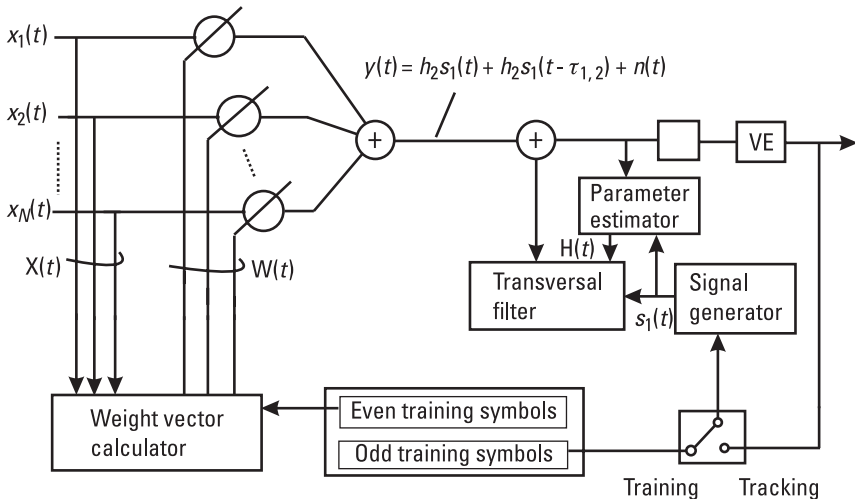 x1(t)
y(t) = h2s1(t) + h2s1(t - τ1,2) + n(t)
x2(t)
+
+
VE
Parameter
estimator
xN(t)
X(t)
W(t)
H(t)
Transversal
filter
s1(t)
Signal
generator
Weight vector
calculator
Even training symbols
Odd training symbols
Training
Tracking